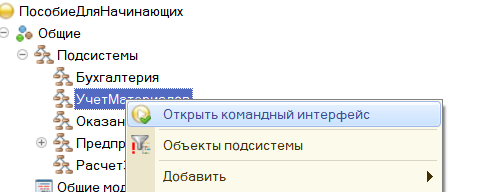 ПособиеДляНачинающих
Общие
Подсистемы
Бухгалтерия
Открыть командный интерфейс
Объекты подсистемы
Добавить